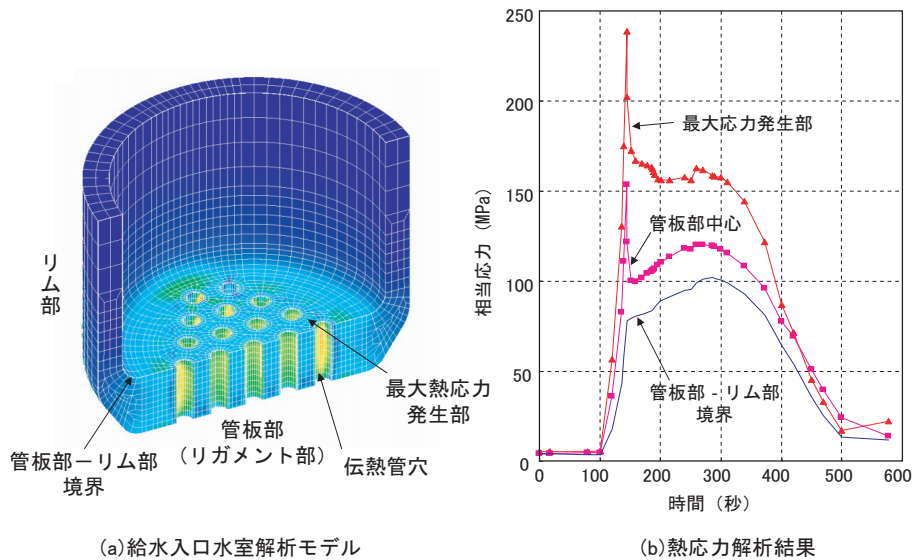 リム部
管板部－リム部
境界
管板部
（リガメント部）
伝熱管穴
最大熱応力
発生部
(a)給水入口水室解析モデル
250
200
150
100
50
0
相当応力（MPa）
最大応力発生部
管板部中心
管板部 - リム部
境界
0 100 200 300 400 500 600
時間（秒）
(b)熱応力解析結果